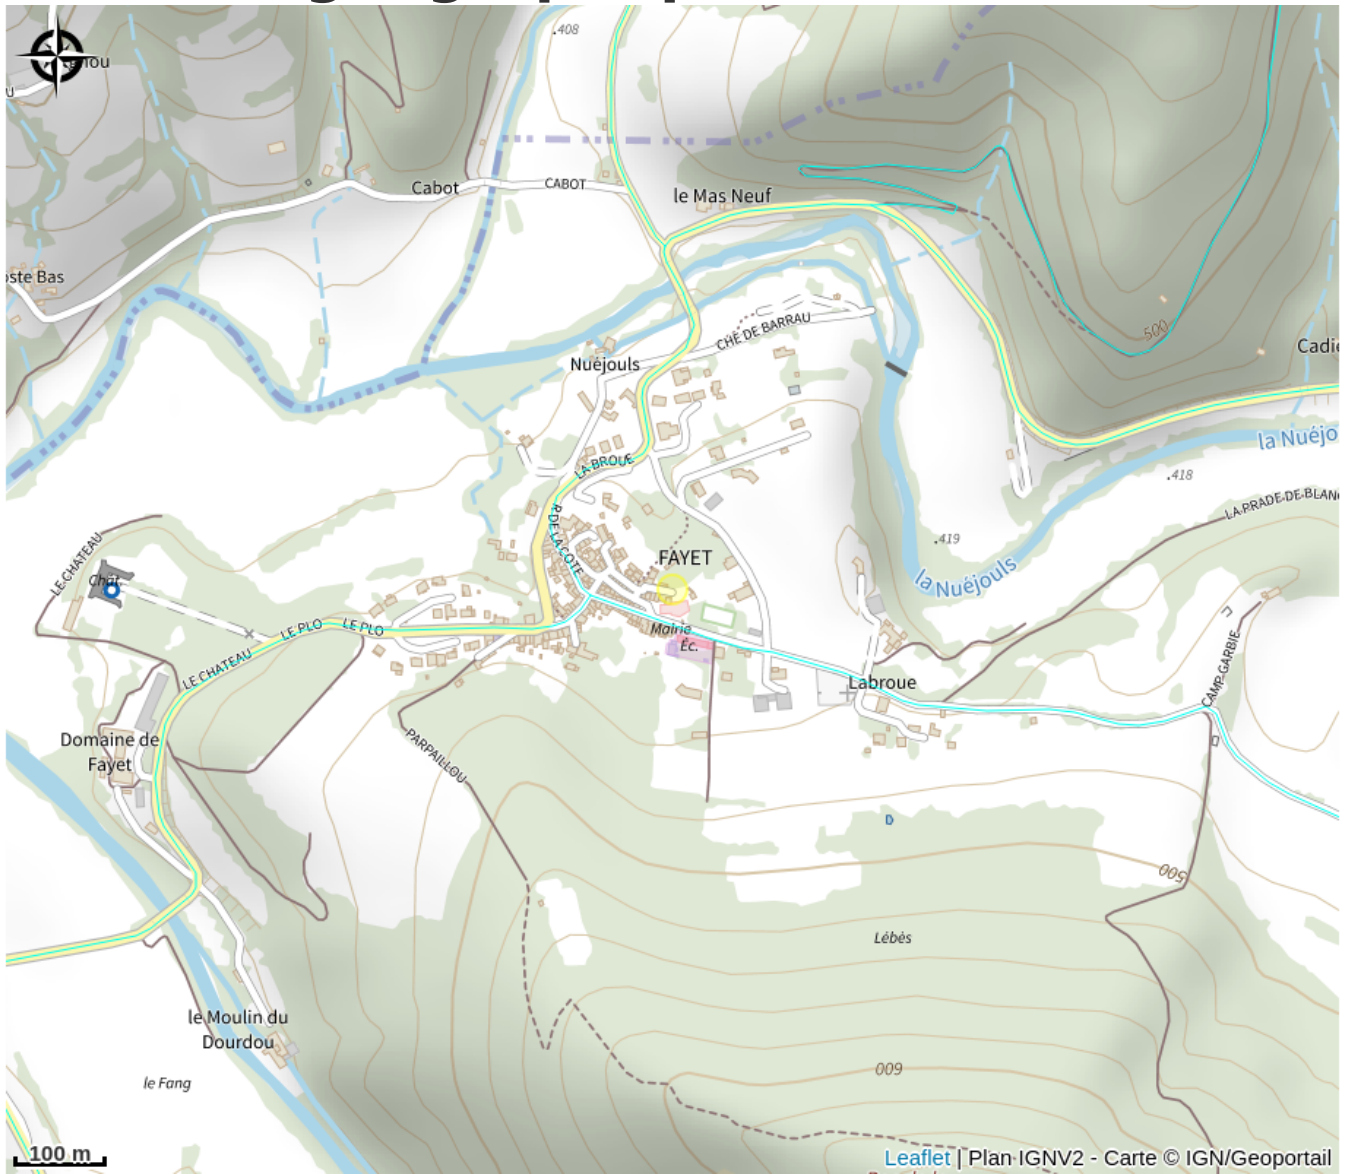 408
Cabot
CABOT
le Mas Neuf
oste Bas
500
CHE DE BARRAU
Cadie
Nuéjouls
la Nuéjo
LA BROUE
418
LA PRADE DE BLAN
R DE LA COTE
419
FAYET
LE CHATEAU
Chât.
la Nuéjouls
LE PLO
LE PLO
Mairie
Éc.
LE CHATEAU
CAMP GARBIE
Labroue
Domaine de
Fayet
PARPAILLOU
500
Lébès
le Moulin du
Dourdou
600
le Fang
100 m
Leaflet | Plan IGNV2 - Carte © IGN/Geoportail